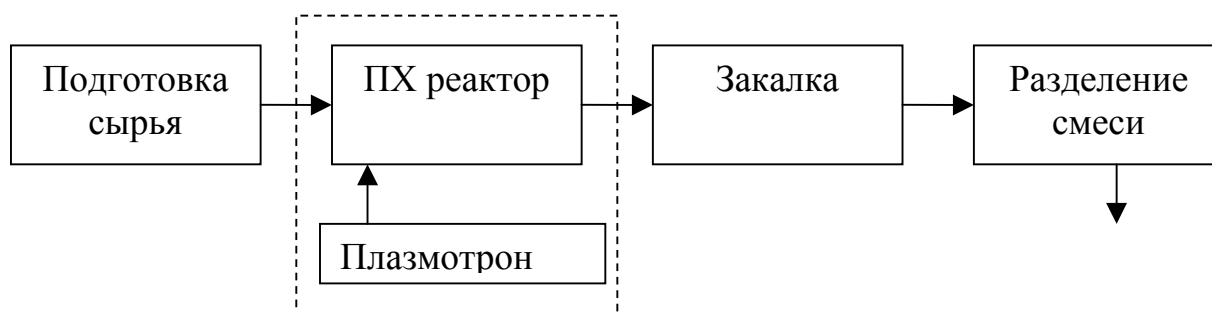 Подготовка
сырья
ПХ реактор
Закалка
Разделение
смеси
Плазмотрон